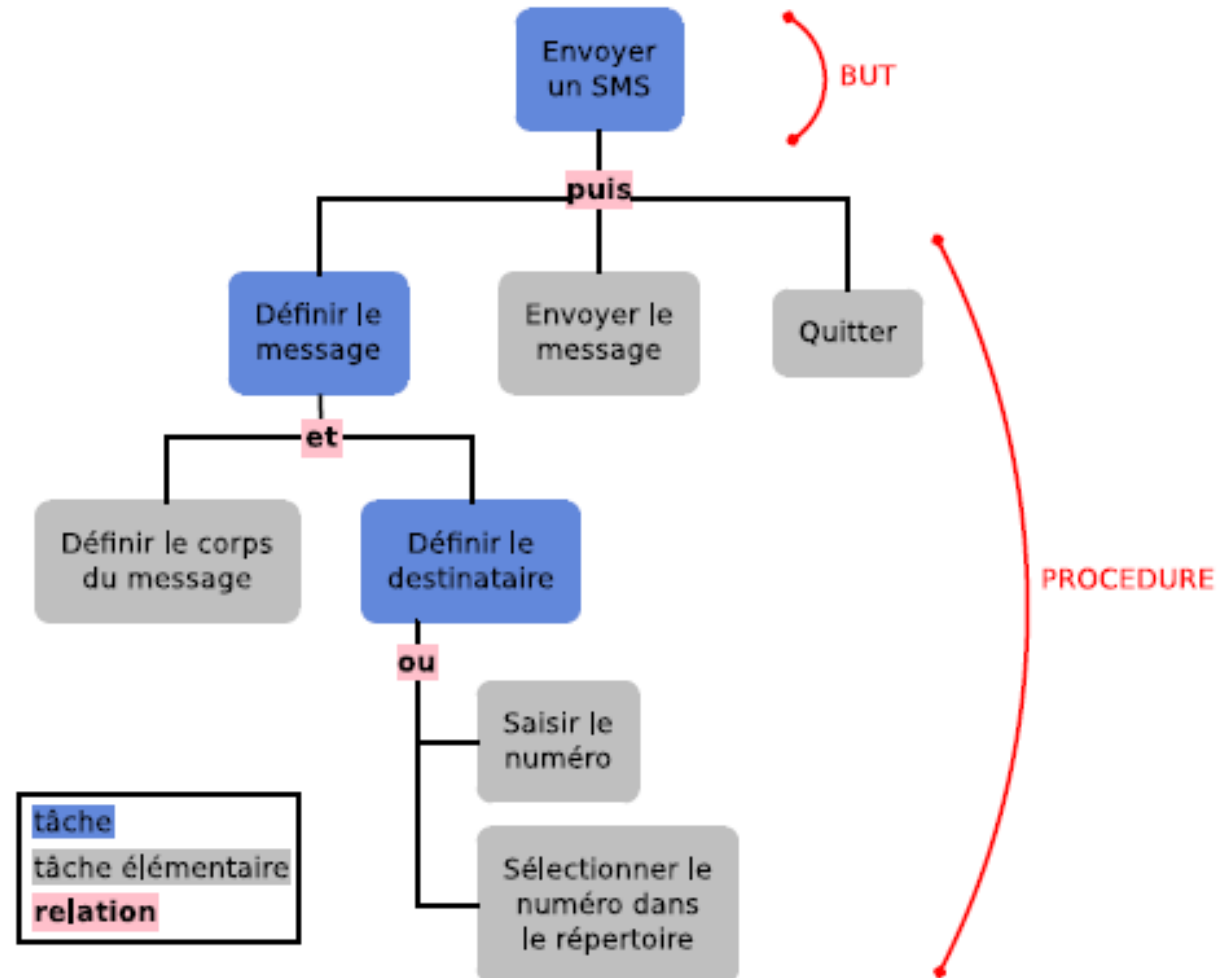 Envoyer
un SMS
BUT
puis
Définir le
message
Envoyer le
message
Quitter
et
Définir le corps
du message
Définir le
destinataire
PROCEDURE
ou
Saisir le
numéro
Sélectionner le
numéro dans
le répertoire
tâche
tâche élémentaire
relation